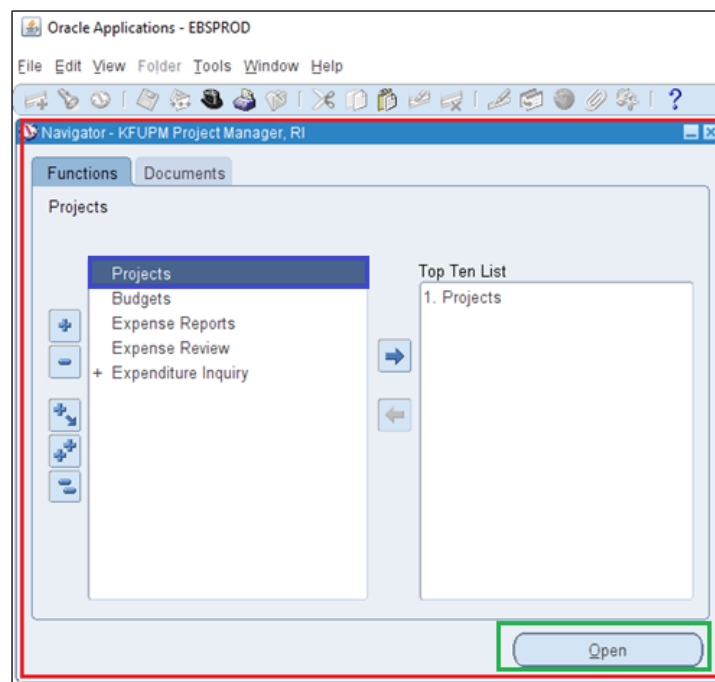 Oracle Applications - EBSPROD
File Edit View Folder Tools Window Help
Navigator - KFUPM Project Manager, RI
Functions Documents
Projects
Projects
Budgets
Expense Reports
Expense Review
+ Expenditure Inquiry
Top Ten List
1. Projects
Open